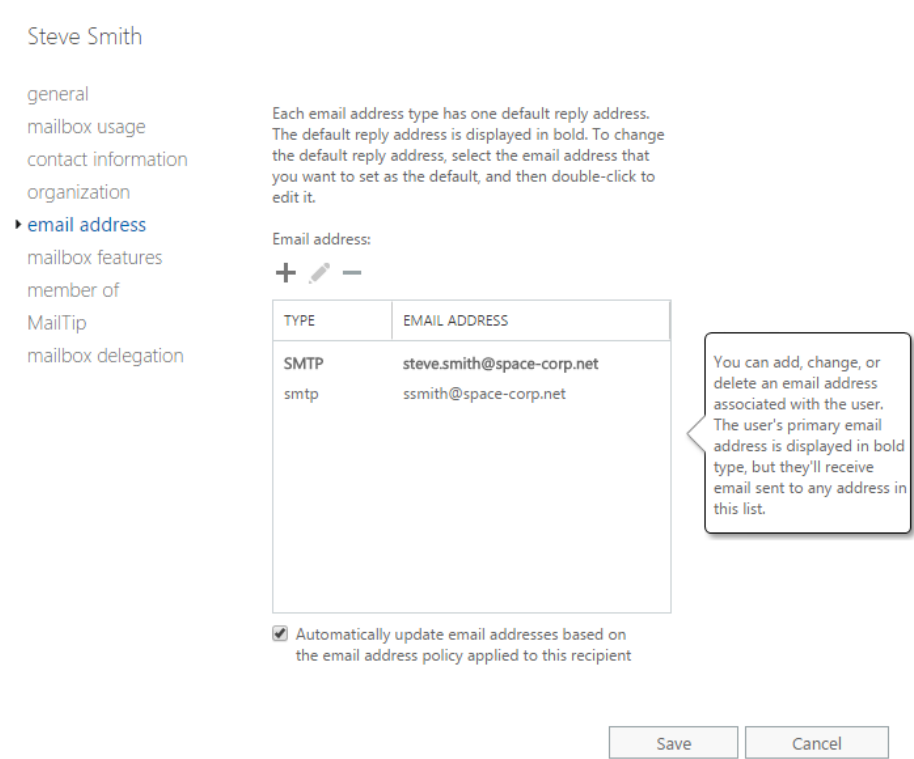 Steve Smith
general
mailbox usage
contact information
organization
email address
mailbox features
member of
MailTip
mailbox delegation
Each email address type has one default reply address.
The default reply address is displayed in bold. To change
the default reply address, select the email address that
you want to set as the default, and then double-click to
edit it.
Email address:
TYPE EMAIL ADDRESS
SMTP steve.smith@space-corp.net
smtp ssmith@space-corp.net
You can add, change, or
delete an email address
associated with the user.
The user's primary email
address is displayed in bold
type, but they'll receive
email sent to any address in
this list.
Automatically update email addresses based on
the email address policy applied to this recipient
Save Cancel